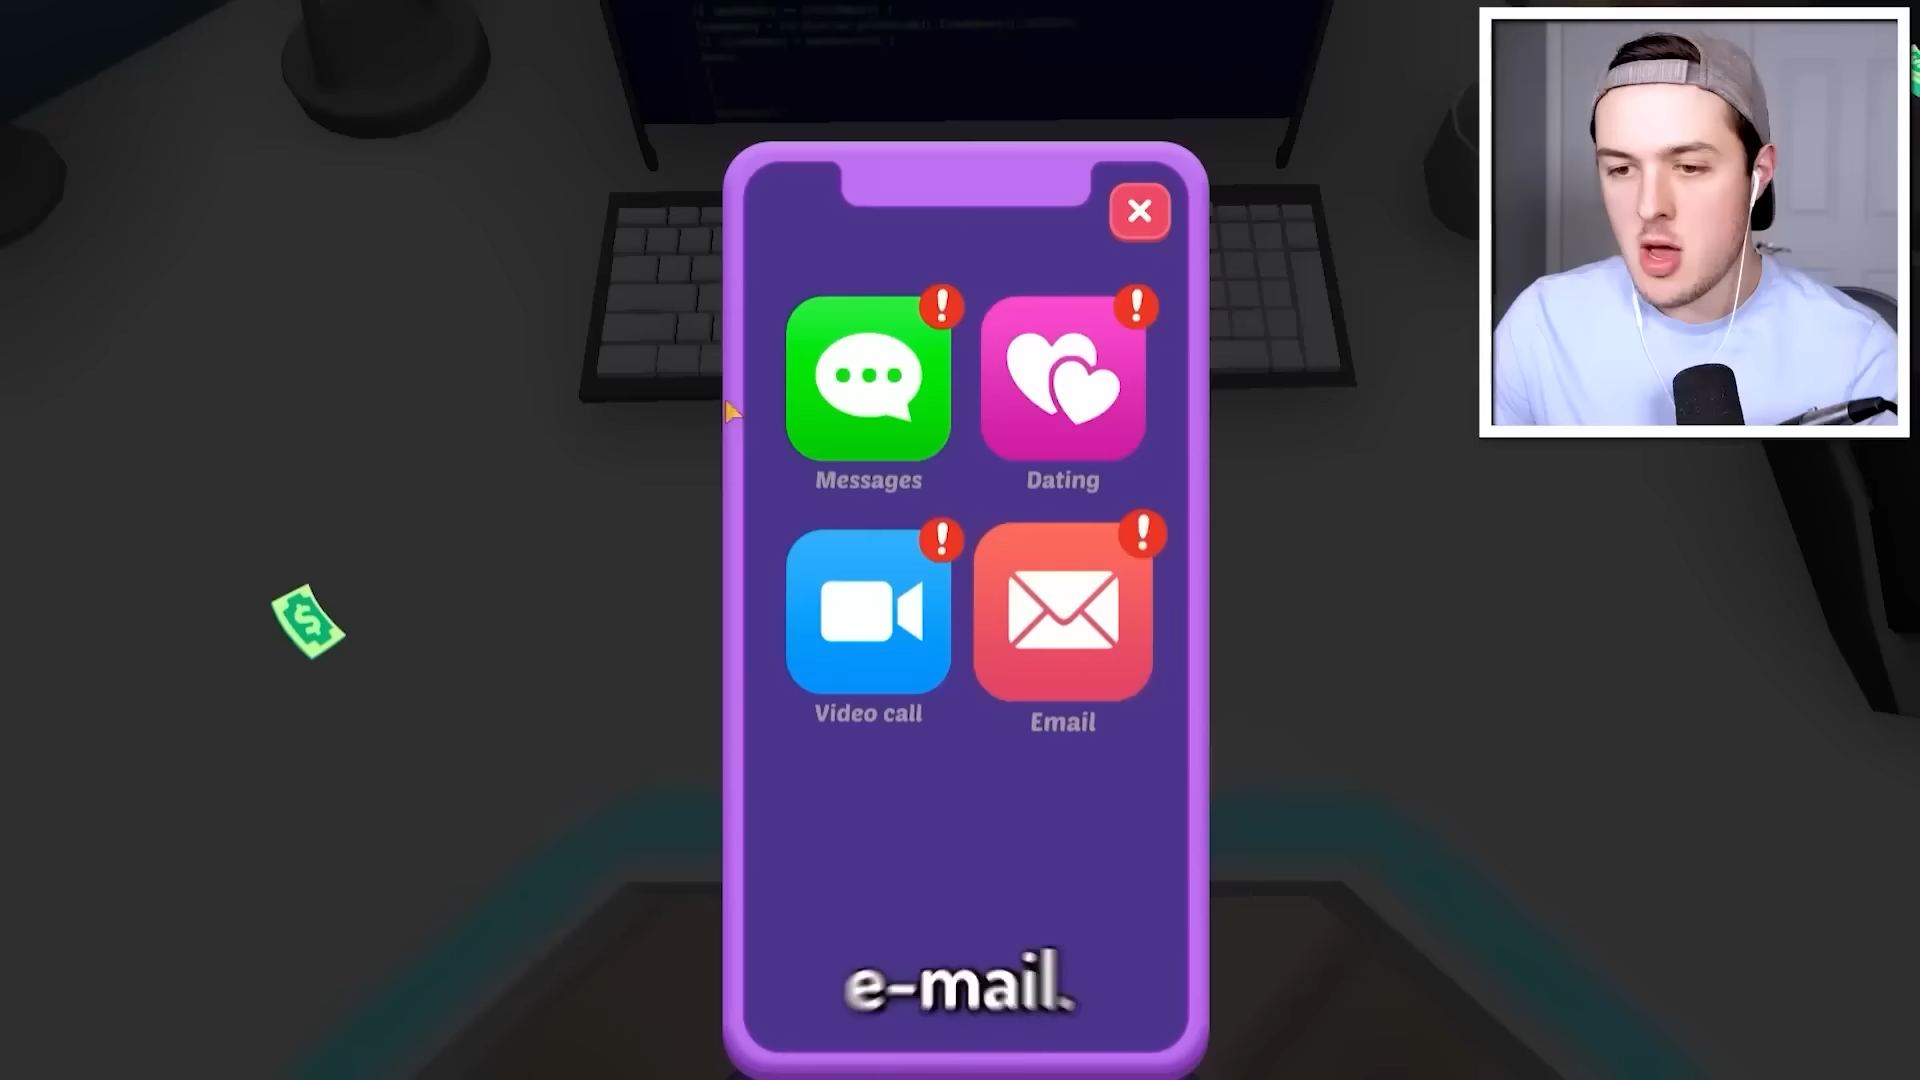 Messages
Dating
Video call
Email
e-mail.